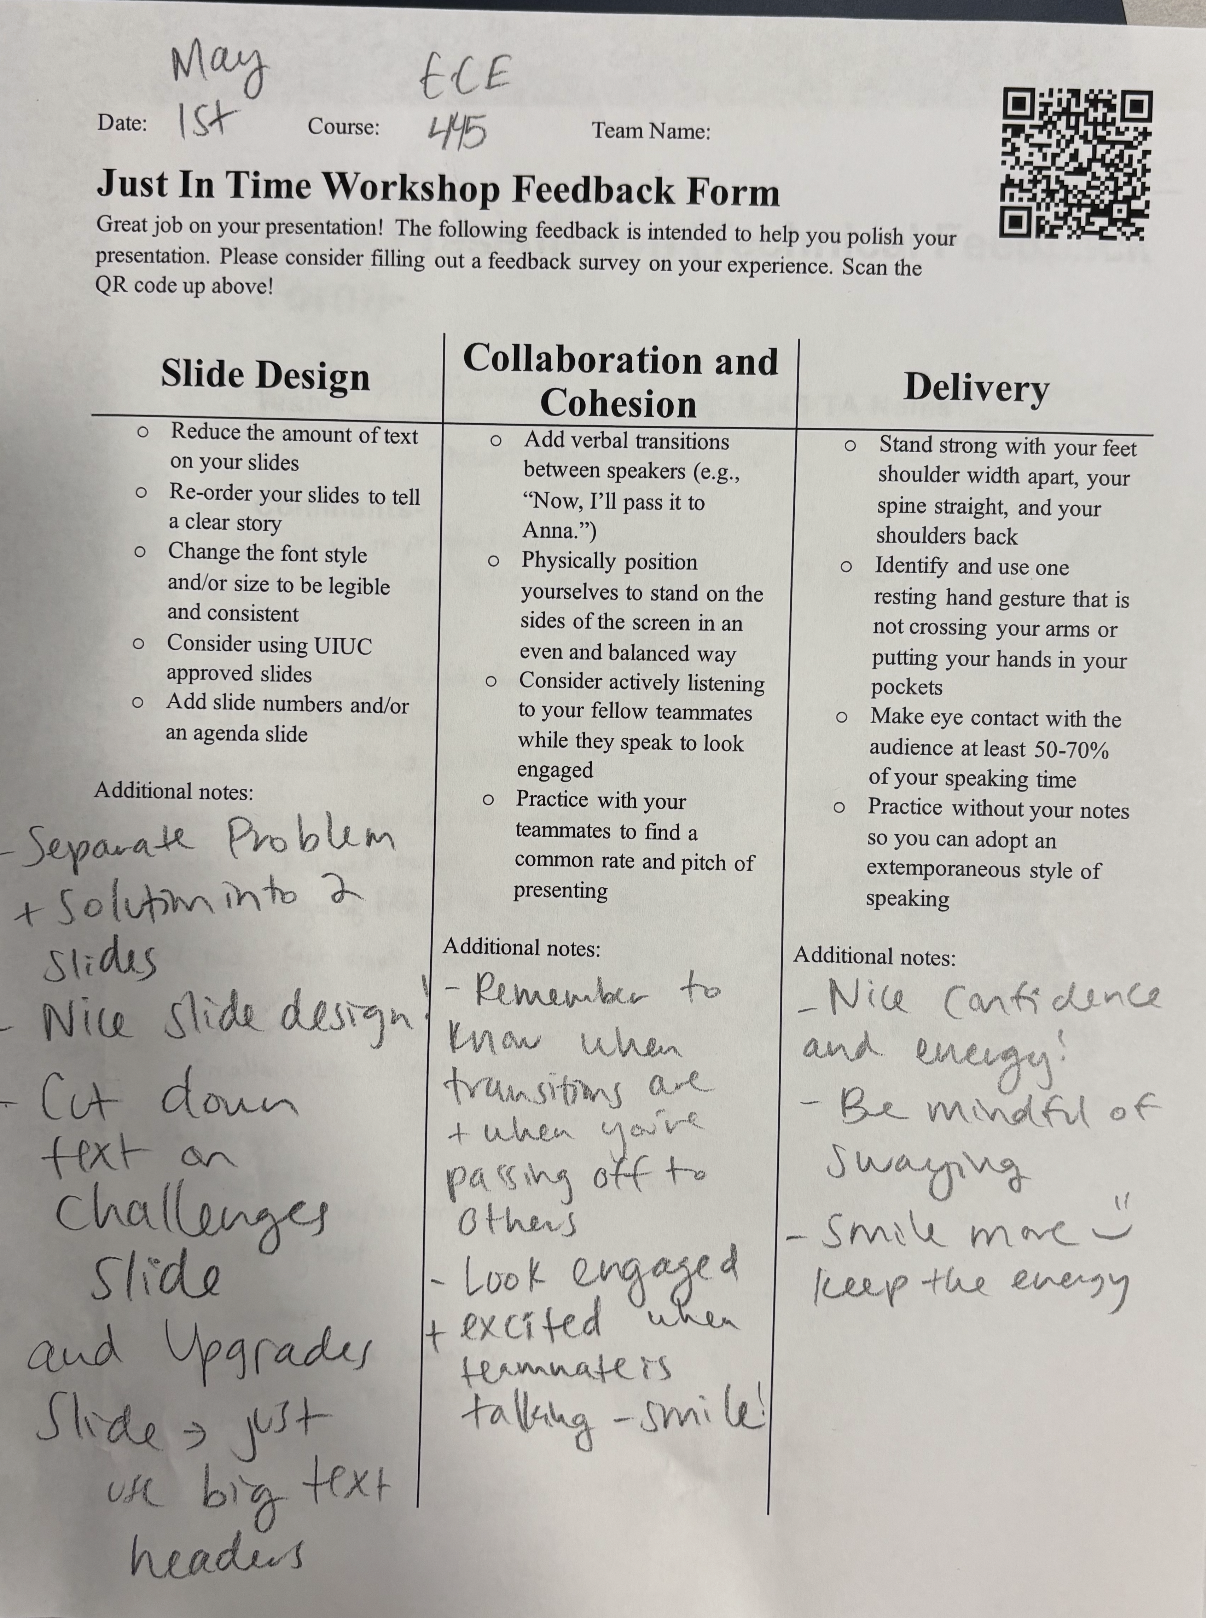 May
1st
ECE
445
Date:
Course:
Team Name:
Just In Time Workshop Feedback Form
Great job on your presentation! The following feedback is intended to help you polish your
presentation. Please consider filling out a feedback survey on your experience. Scan the
QR code up above!
Slide Design
○ Reduce the amount of text
on your slides
○ Re-order your slides to tell
a clear story
○ Change the font style
and/or size to be legible
and consistent
○ Consider using UIUC
approved slides
○ Add slide numbers and/or
an agenda slide
Additional notes:
- Separate Problem
+ Solution into 2
slides
- Nice slide design!
- Cut down
text on
challenges
slide
and Upgrades
Slide → just
use big text
headers
Collaboration and
Cohesion
○ Add verbal transitions
between speakers (e.g.,
“Now, I’ll pass it to
Anna.”)
○ Physically position
yourselves to stand on the
sides of the screen in an
even and balanced way
○ Consider actively listening
to your fellow teammates
while they speak to look
engaged
○ Practice with your
teammates to find a
common rate and pitch of
presenting
Additional notes:
- Remember to
know when
transitions are
+ when you're
passing off to
others
- Look engaged
+ excited when
teammate is
talking - smile!
Delivery
○ Stand strong with your feet
shoulder width apart, your
spine straight, and your
shoulders back
○ Identify and use one
resting hand gesture that is
not crossing your arms or
putting your hands in your
pockets
○ Make eye contact with the
audience at least 50-70%
of your speaking time
○ Practice without your notes
so you can adopt an
extemporaneous style of
speaking
Additional notes:
- Nice confidence
and energy!
- Be mindful of
swaying
- Smile more
keep the energy